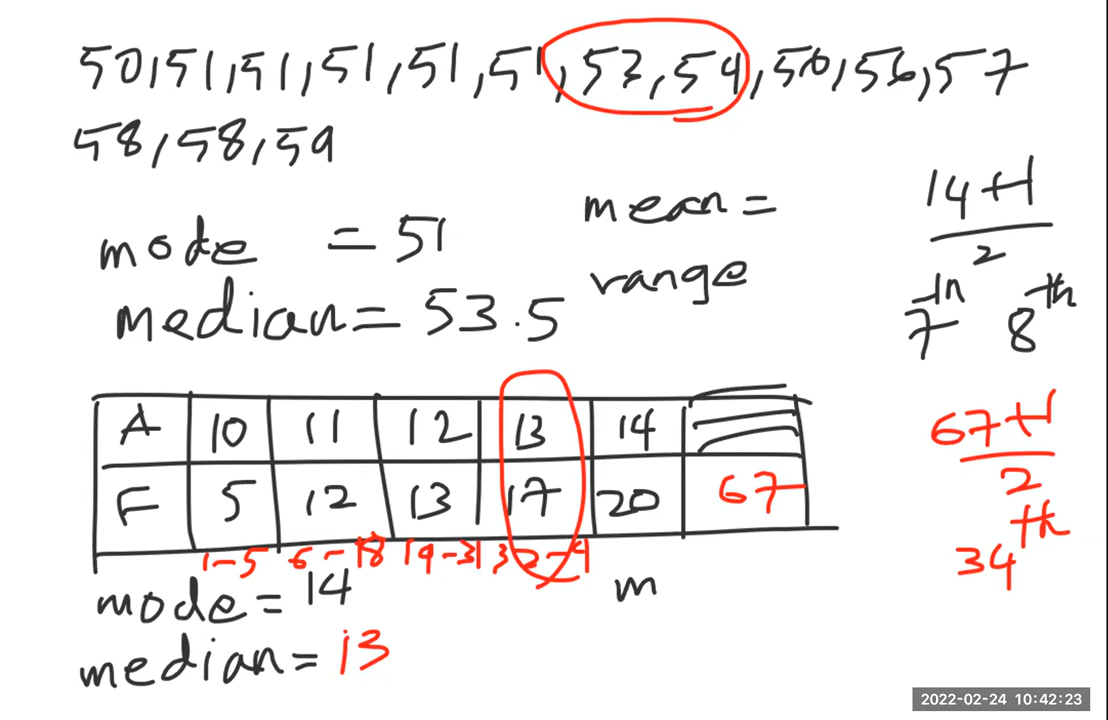 50, 51, 51, 51, 51, 51, 53, 54, 56, 56, 57
58, 58, 59
mode = 51
mean =
14+1
2
median = 53.5
range
7th 8th
A 10 11 12 13 14
F 5 12 13 17 20 67
1-5 6-18 19-31 32-4
67+1
2
34th
mode = 14
m
median = 13
2022-02-24 10:42:23